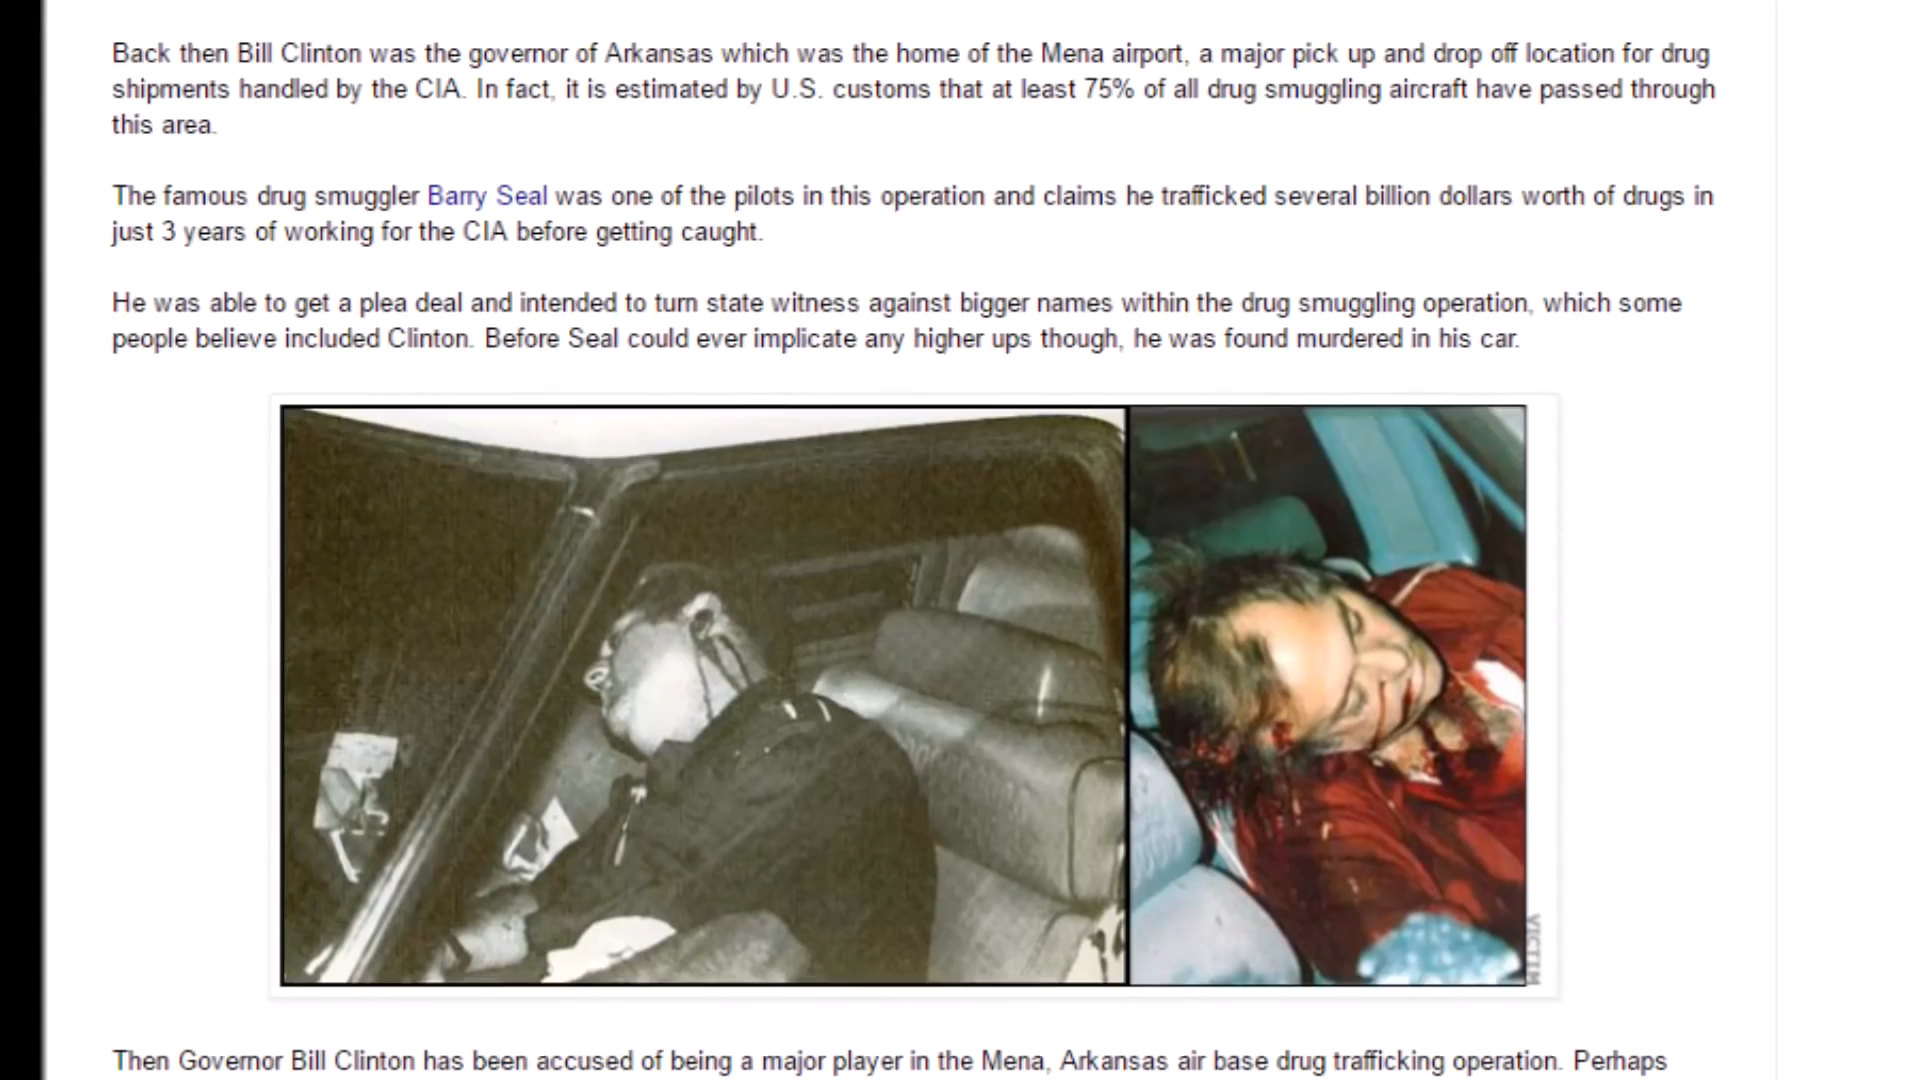 Back then Bill Clinton was the governor of Arkansas which was the home of the Mena airport, a major pick up and drop off location for drug
shipments handled by the CIA. In fact, it is estimated by U.S. customs that at least 75% of all drug smuggling aircraft have passed through
this area.
The famous drug smuggler Barry Seal was one of the pilots in this operation and claims he trafficked several billion dollars worth of drugs in
just 3 years of working for the CIA before getting caught.
He was able to get a plea deal and intended to turn state witness against bigger names within the drug smuggling operation, which some
people believe included Clinton. Before Seal could ever implicate any higher ups though, he was found murdered in his car.
VICTIM
Then Governor Bill Clinton has been accused of being a major player in the Mena, Arkansas air base drug trafficking operation. Perhaps